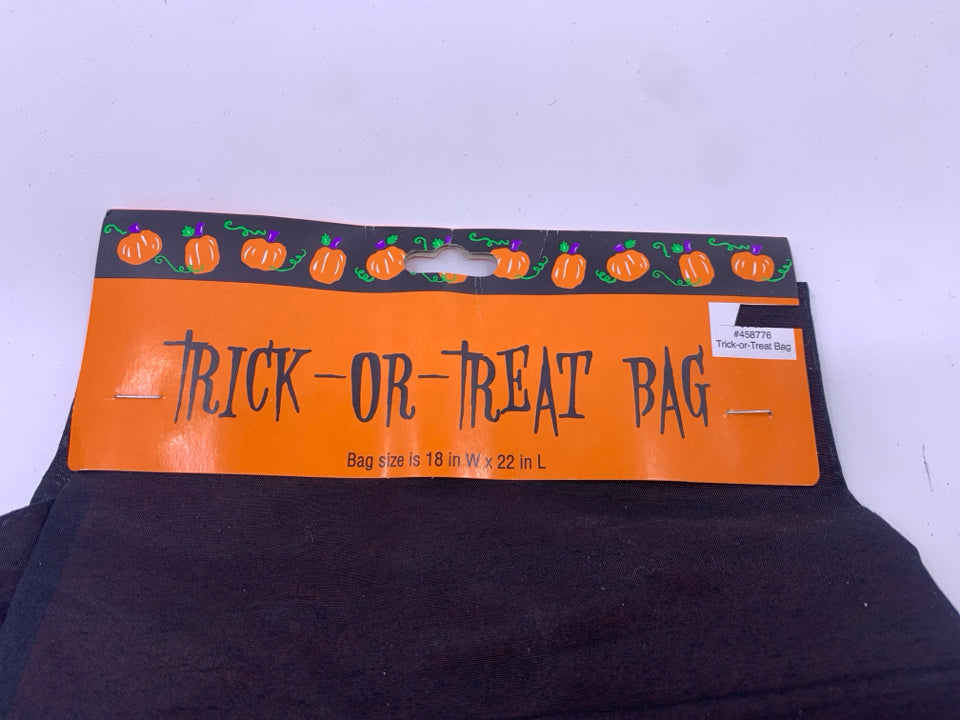 #458776
Trick-or-Treat Bag
TRICK-OR-TREAT BAG
Bag size is 18 in W x 22 in L